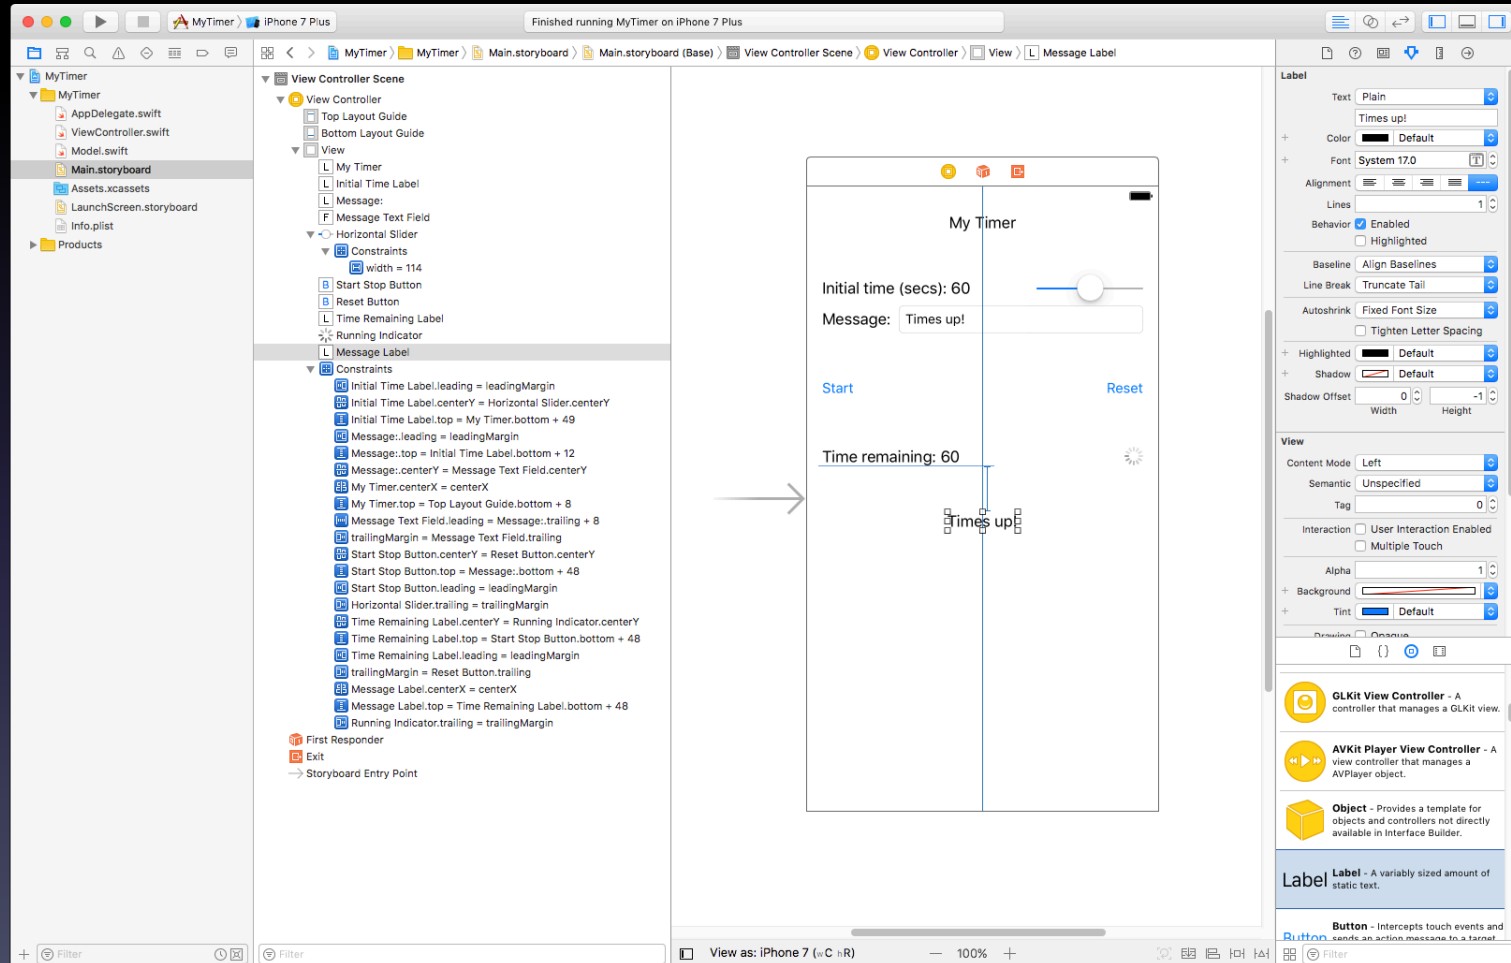 MyTimer iPhone 7 Plus
Finished running MyTimer on iPhone 7 Plus
MyTimer MyTimer Main.storyboard Main.storyboard (Base) View Controller Scene View Controller View L Message Label
MyTimer
MyTimer
AppDelegate.swift
ViewController.swift
Model.swift
Main.storyboard
Assets.xcassets
LaunchScreen.storyboard
Info.plist
Products
Filter
View Controller Scene
View Controller
Top Layout Guide
Bottom Layout Guide
View
L My Timer
L Initial Time Label
L Message:
F Message Text Field
Horizontal Slider
Constraints
width = 114
B Start Stop Button
B Reset Button
L Time Remaining Label
Running Indicator
L Message Label
Constraints
Initial Time Label.leading = leadingMargin
Initial Time Label.centerY = Horizontal Slider.centerY
Initial Time Label.top = My Timer.bottom + 49
Message:.leading = leadingMargin
Message:.top = Initial Time Label.bottom + 12
Message:.centerY = Message Text Field.centerY
My Timer.centerX = centerX
My Timer.top = Top Layout Guide.bottom + 8
Message Text Field.leading = Message:.trailing + 8
trailingMargin = Message Text Field.trailing
Start Stop Button.centerY = Reset Button.centerY
Start Stop Button.top = Message:.bottom + 48
Start Stop Button.leading = leadingMargin
Horizontal Slider.trailing = trailingMargin
Time Remaining Label.centerY = Running Indicator.centerY
Time Remaining Label.top = Start Stop Button.bottom + 48
Time Remaining Label.leading = leadingMargin
trailingMargin = Reset Button.trailing
Message Label.centerX = centerX
Message Label.top = Time Remaining Label.bottom + 48
Running Indicator.trailing = trailingMargin
First Responder
Exit
Storyboard Entry Point
Filter
My Timer
Initial time (secs): 60
Message: Times up!
Start Reset
Time remaining: 60
Times up!
View as: iPhone 7 (wC hR) — 100% +
Label
Text Plain
Times up!
Color Default
Font System 17.0 T
Alignment
Lines 1
Behavior Enabled
Highlighted
Baseline Align Baselines
Line Break Truncate Tail
Autoshrink Fixed Font Size
Tighten Letter Spacing
Highlighted Default
Shadow Default
Shadow Offset 0 -1
Width Height
View
Content Mode Left
Semantic Unspecified
Tag 0
Interaction User Interaction Enabled
Multiple Touch
Alpha 1
Background
Tint Default
Drawing Opaque
{}
GLKit View Controller - A
controller that manages a GLKit view.
AVKit Player View Controller - A
view controller that manages a
AVPlayer object.
Object - Provides a template for
objects and controllers not directly
available in Interface Builder.
Label Label - A variably sized amount of
static text.
Button Button - Intercepts touch events and
sends an action message to a target
Filter